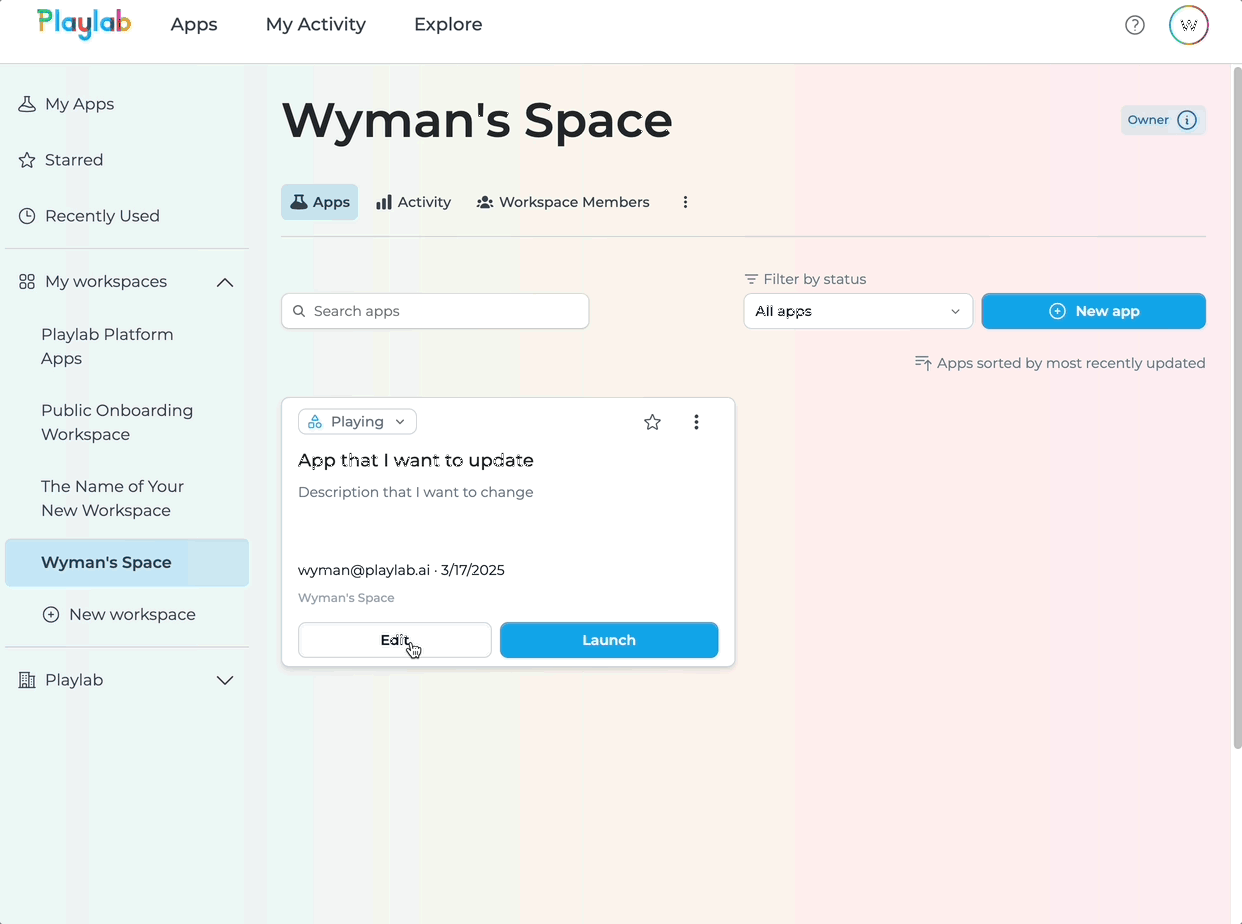 Playlab
Apps
My Activity
Explore
W
My Apps
Starred
Recently Used
My workspaces
Playlab Platform
Apps
Public Onboarding
Workspace
The Name of Your
New Workspace
Wyman's Space
New workspace
Playlab
Wyman's Space
Owner
Apps
Activity
Workspace Members
Filter by status
Search apps
All apps
New app
Apps sorted by most recently updated
Playing
App that I want to update
Description that I want to change
wyman@playlab.ai · 3/17/2025
Wyman's Space
Edit
Launch